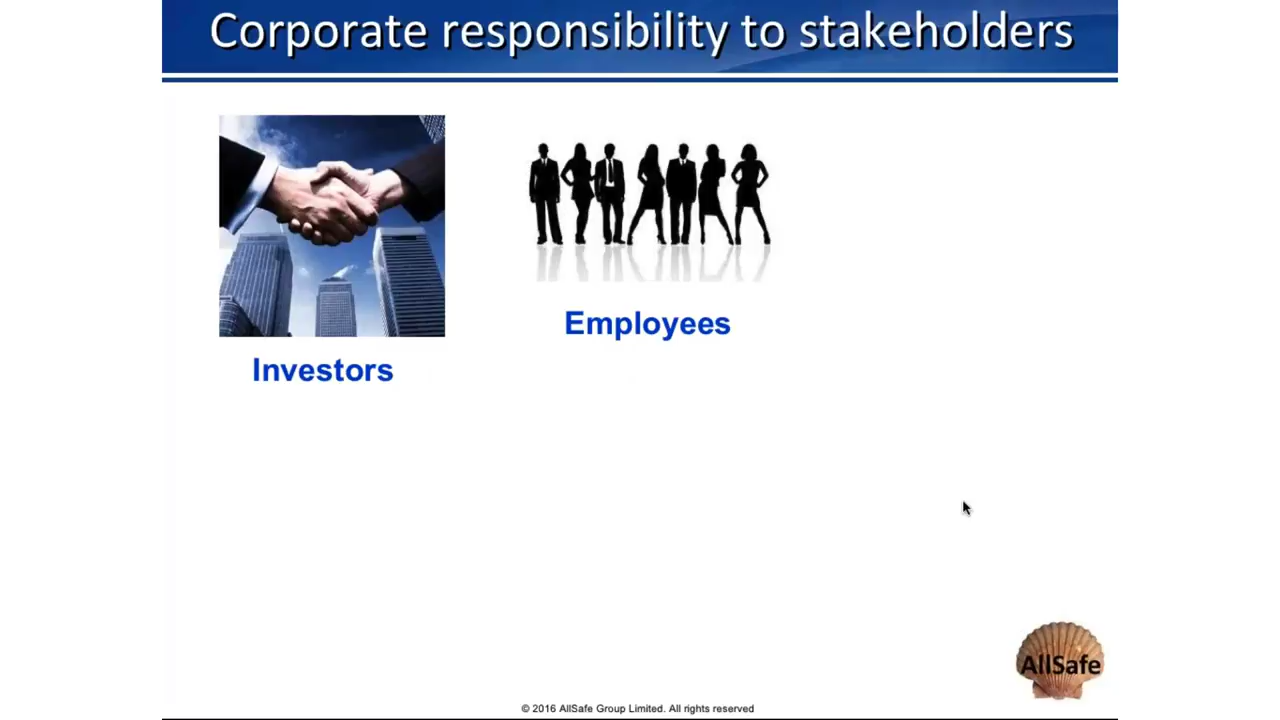 Corporate responsibility to stakeholders
Employees
Investors
AllSafe
© 2016 AllSafe Group Limited. All rights reserved